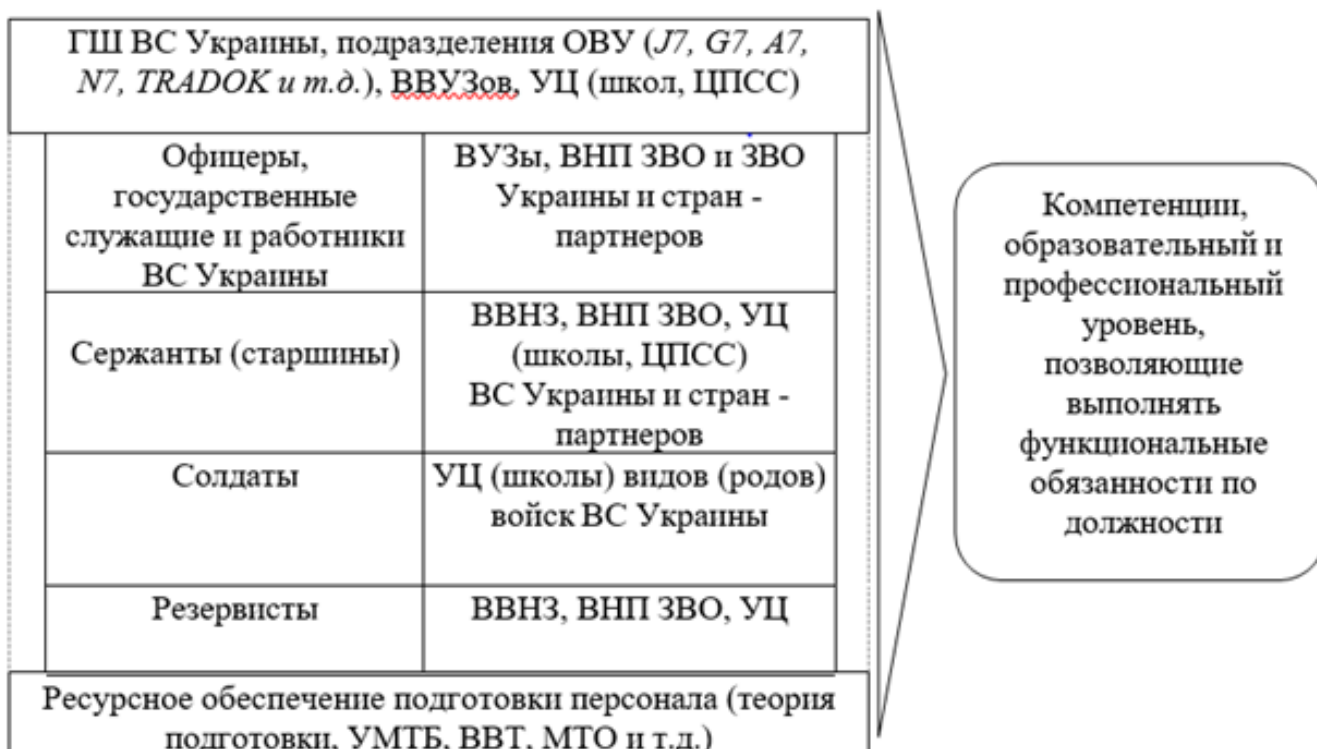 ГШ ВС Украины, подразделения ОВУ (J7, G7, A7,
N7, TRADOK и т.д.), ВВУЗов, УЦ (школ, ЦПСС)
Офицеры,
государственные
служащие и работники
ВС Украины
ВУЗы, ВНП ЗВО и ЗВО
Украины и стран -
партнеров
Сержанты (старшины)
ВВНЗ, ВНП ЗВО, УЦ
(школы, ЦПСС)
ВС Украины и стран -
партнеров
Солдаты
УЦ (школы) видов (родов)
войск ВС Украины
Резервисты
ВВНЗ, ВНП ЗВО, УЦ
Ресурсное обеспечение подготовки персонала (теория
подготовки, УМТБ, ВВТ, МТО и т.д.)
Компетенции,
образовательный и
профессиональный
уровень,
позволяющие
выполнять
функциональные
обязанности по
должности